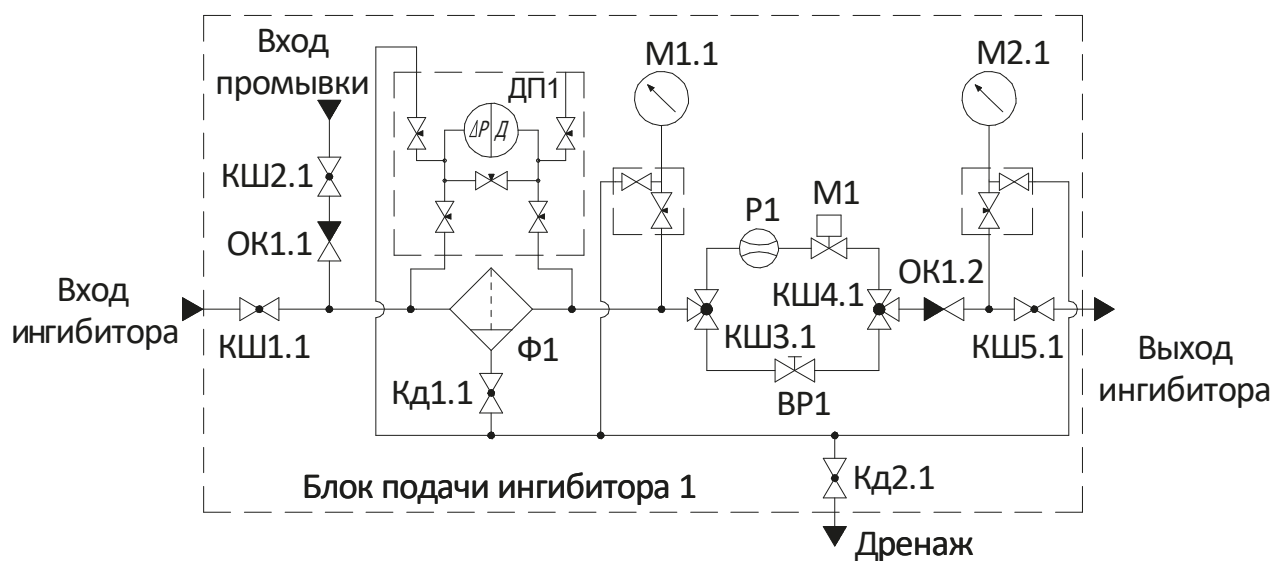 Вход
промывки
ДП1
М1.1
М2.1
ΔР Д
КШ2.1
ОК1.1
Р1
М1
Вход
ингибитора
КШ1.1
Ф1
КШ3.1
КШ4.1
ОК1.2
КШ5.1
Выход
ингибитора
Кд1.1
ВР1
Блок подачи ингибитора 1
Кд2.1
Дренаж